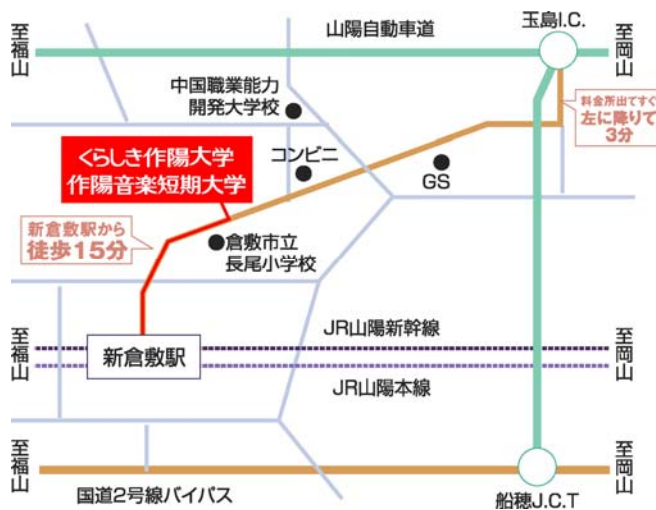 玉島I.C.
山陽自動車道
至福山
至岡山
中国職業能力
開発大学校
料金所出てすぐ
左に降りて
3分
くらしき作陽大学
作陽音楽短期大学
コンビニ
GS
新倉敷駅から
徒歩15分
倉敷市立
長尾小学校
JR山陽新幹線
至福山
新倉敷駅
至岡山
JR山陽本線
至福山
至岡山
国道2号線バイパス
船穂J.C.T